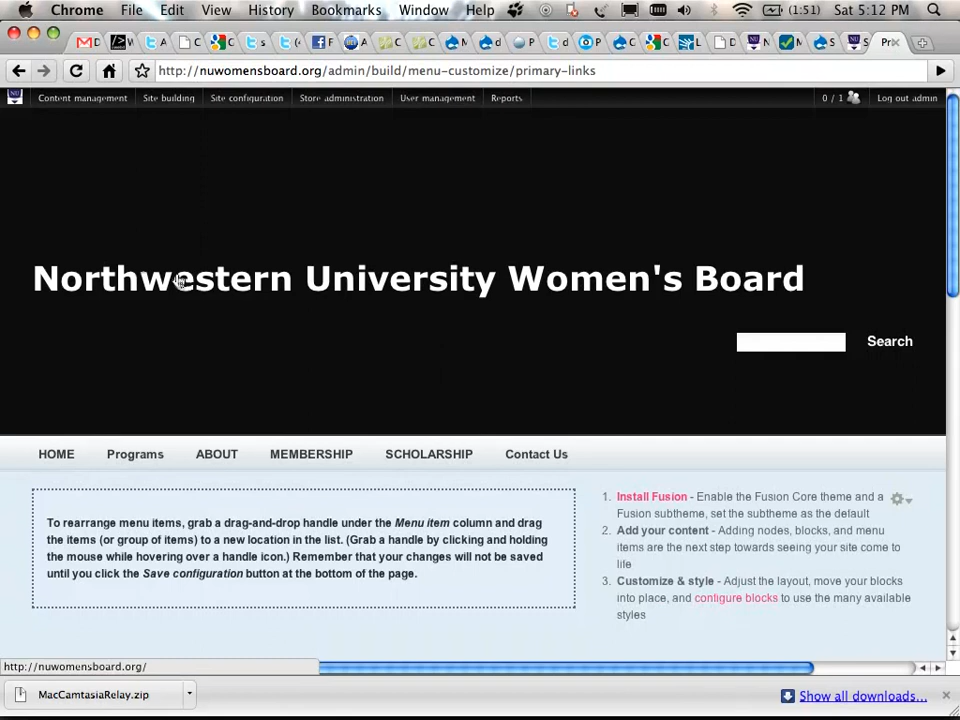 Chrome File Edit View History Bookmarks Window Help (1:51) Sat 5:12 PM
http://nuwomensboard.org/admin/build/menu-customize/primary-links
Content management Site building Site configuration Store administration User management Reports 0 / 1 Log out admin
Northwestern University Women's Board
Search
HOME Programs ABOUT MEMBERSHIP SCHOLARSHIP Contact Us
To rearrange menu items, grab a drag-and-drop handle under the Menu item column and drag
the items (or group of items) to a new location in the list. (Grab a handle by clicking and holding
the mouse while hovering over a handle icon.) Remember that your changes will not be saved
until you click the Save configuration button at the bottom of the page.
1. Install Fusion - Enable the Fusion Core theme and a
Fusion subtheme, set the subtheme as the default
2. Add your content - Adding nodes, blocks, and menu
items are the next step towards seeing your site come to
life
3. Customize & style - Adjust the layout, move your blocks
into place, and configure blocks to use the many available
styles
http://nuwomensboard.org/
MacCamtasiaRelay.zip
Show all downloads...